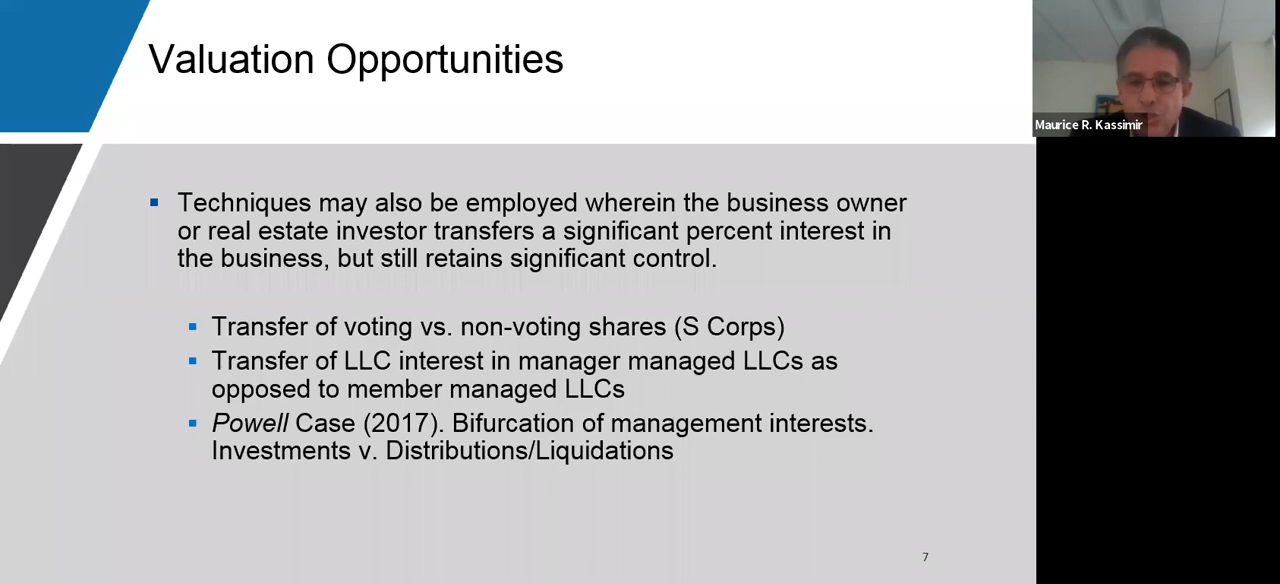 Valuation Opportunities
Maurice R. Kassimir
▪ Techniques may also be employed wherein the business owner
or real estate investor transfers a significant percent interest in
the business, but still retains significant control.
▪ Transfer of voting vs. non-voting shares (S Corps)
▪ Transfer of LLC interest in manager managed LLCs as
opposed to member managed LLCs
▪ Powell Case (2017). Bifurcation of management interests.
Investments v. Distributions/Liquidations
7